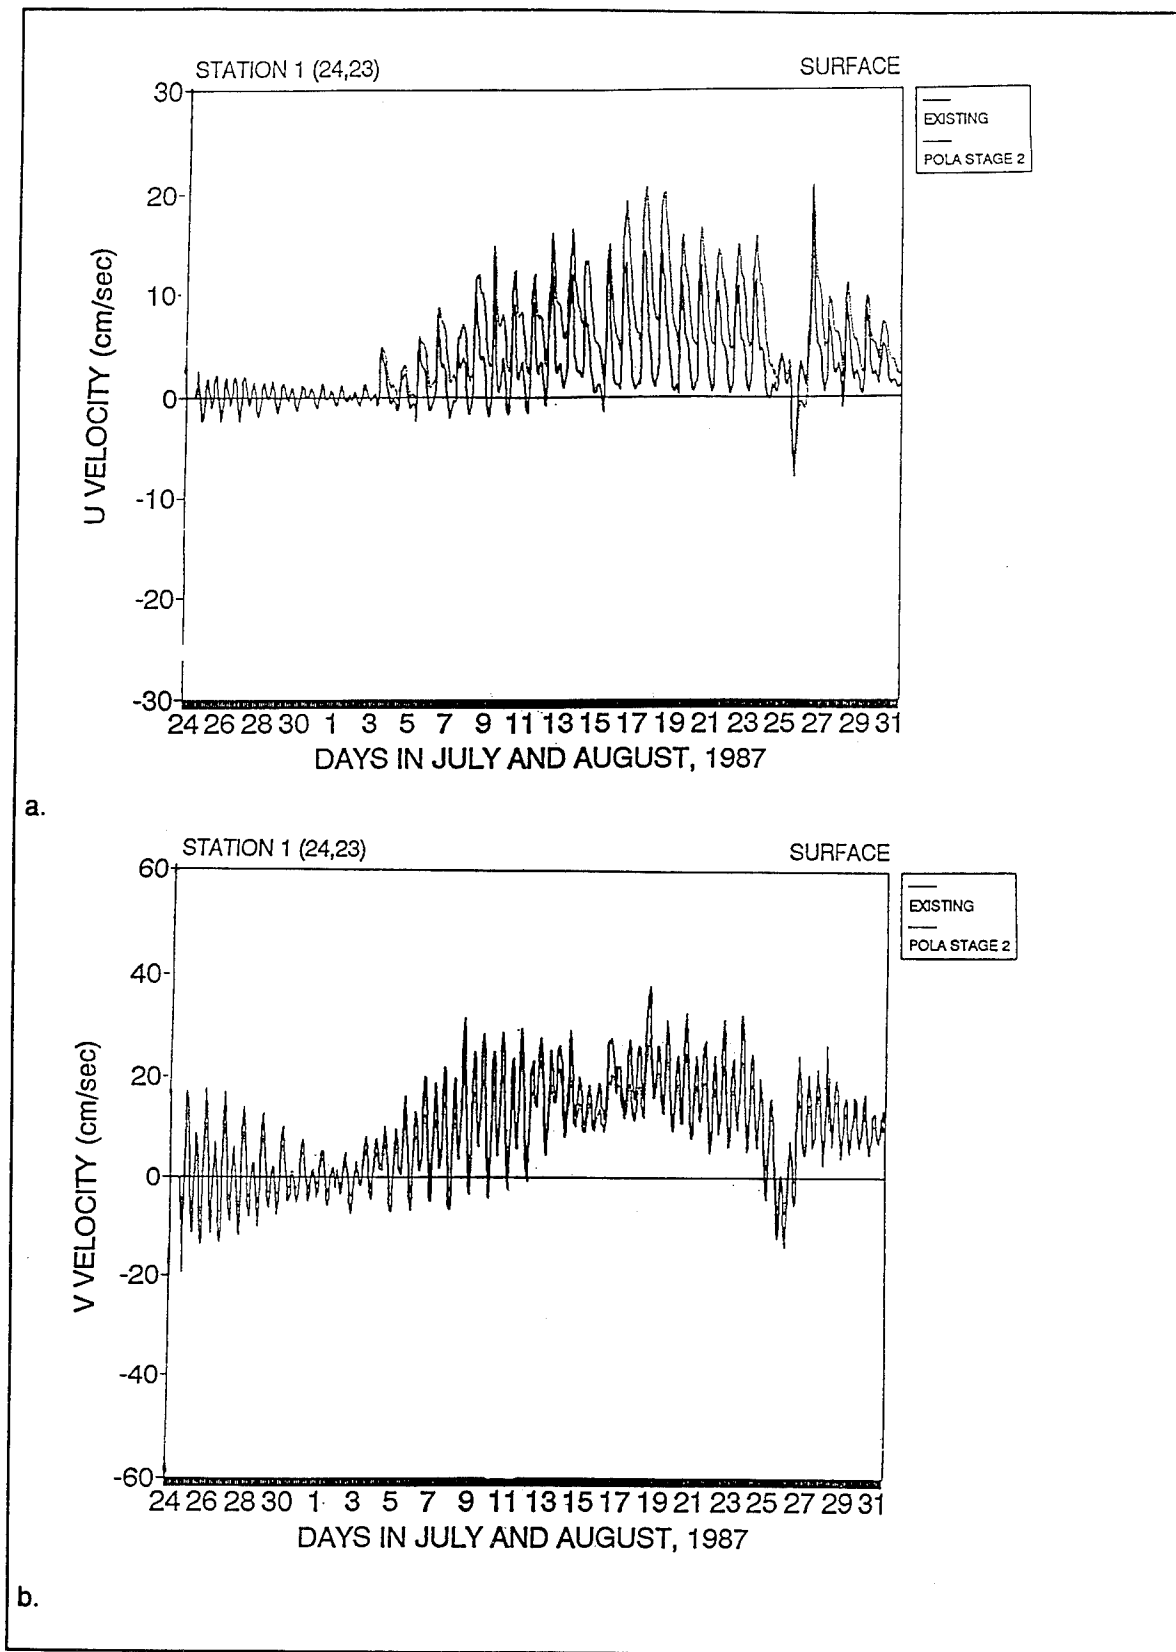 STATION 1 (24,23) SURFACE
30
20
10
0
-10
-20
-30
U VELOCITY (cm/sec)
EXISTING
POLA STAGE 2
24 26 28 30 1 3 5 7 9 11 13 15 17 19 21 23 25 27 29 31
DAYS IN JULY AND AUGUST, 1987
a.
STATION 1 (24,23) SURFACE
60
40
20
0
-20
-40
-60
V VELOCITY (cm/sec)
EXISTING
POLA STAGE 2
24 26 28 30 1 3 5 7 9 11 13 15 17 19 21 23 25 27 29 31
DAYS IN JULY AND AUGUST, 1987
b.